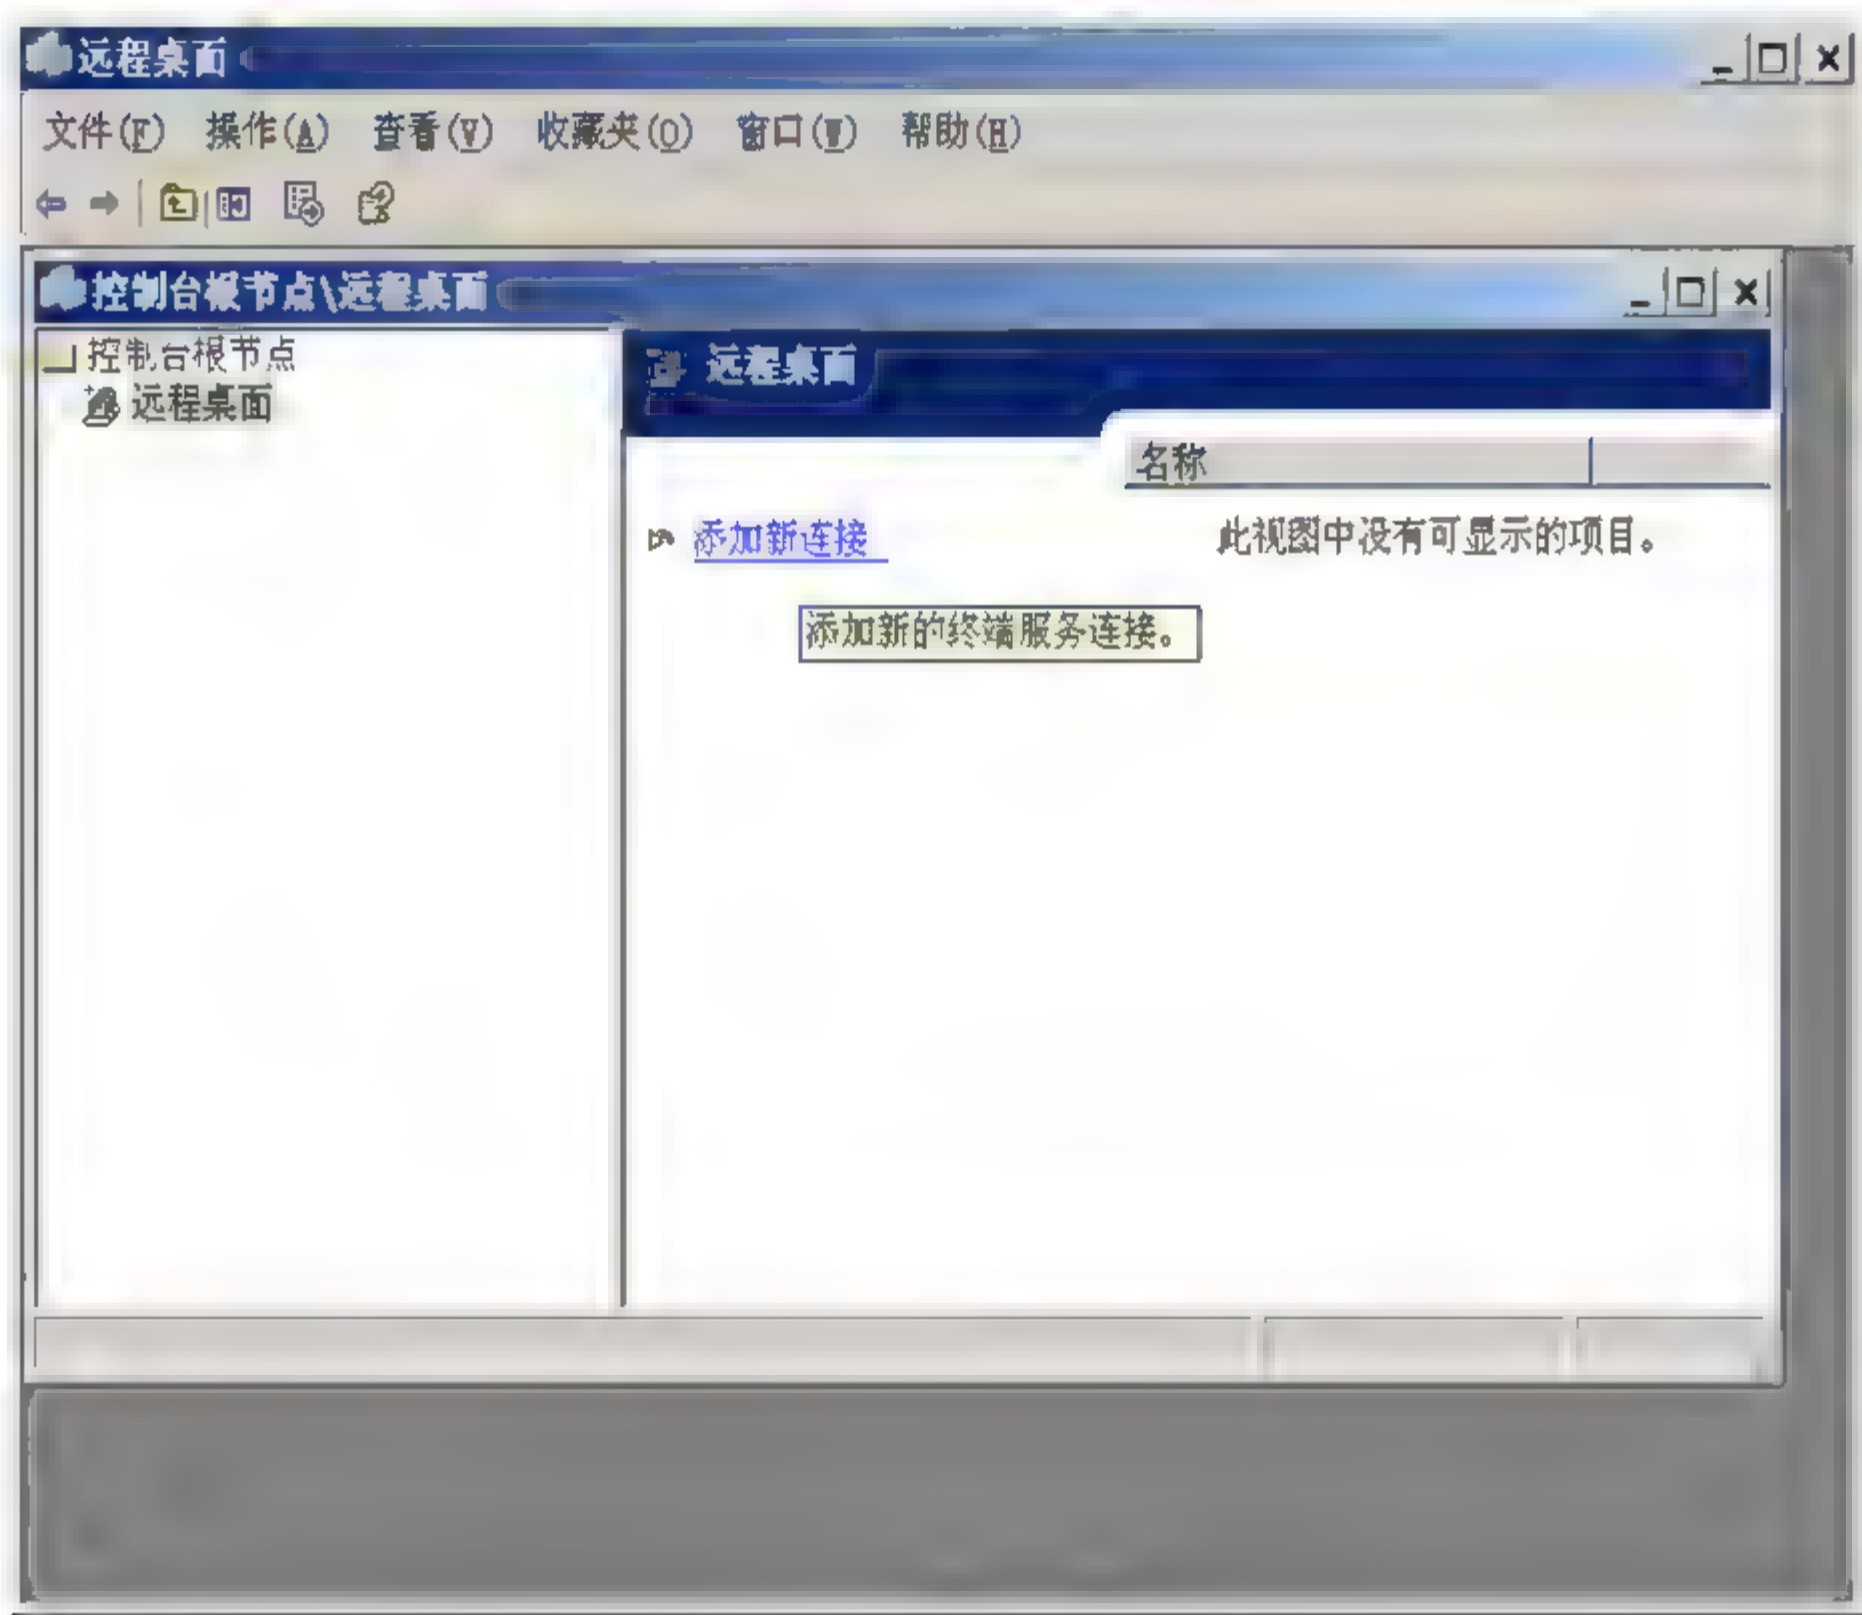 远程桌面
文件(F) 操作(A) 查看(V) 收藏夹(O) 窗口(W) 帮助(H)
控制台根节点\远程桌面
控制台根节点
远程桌面
远程桌面
名称
添加新连接
此视图中没有可显示的项目。
添加新的终端服务连接。